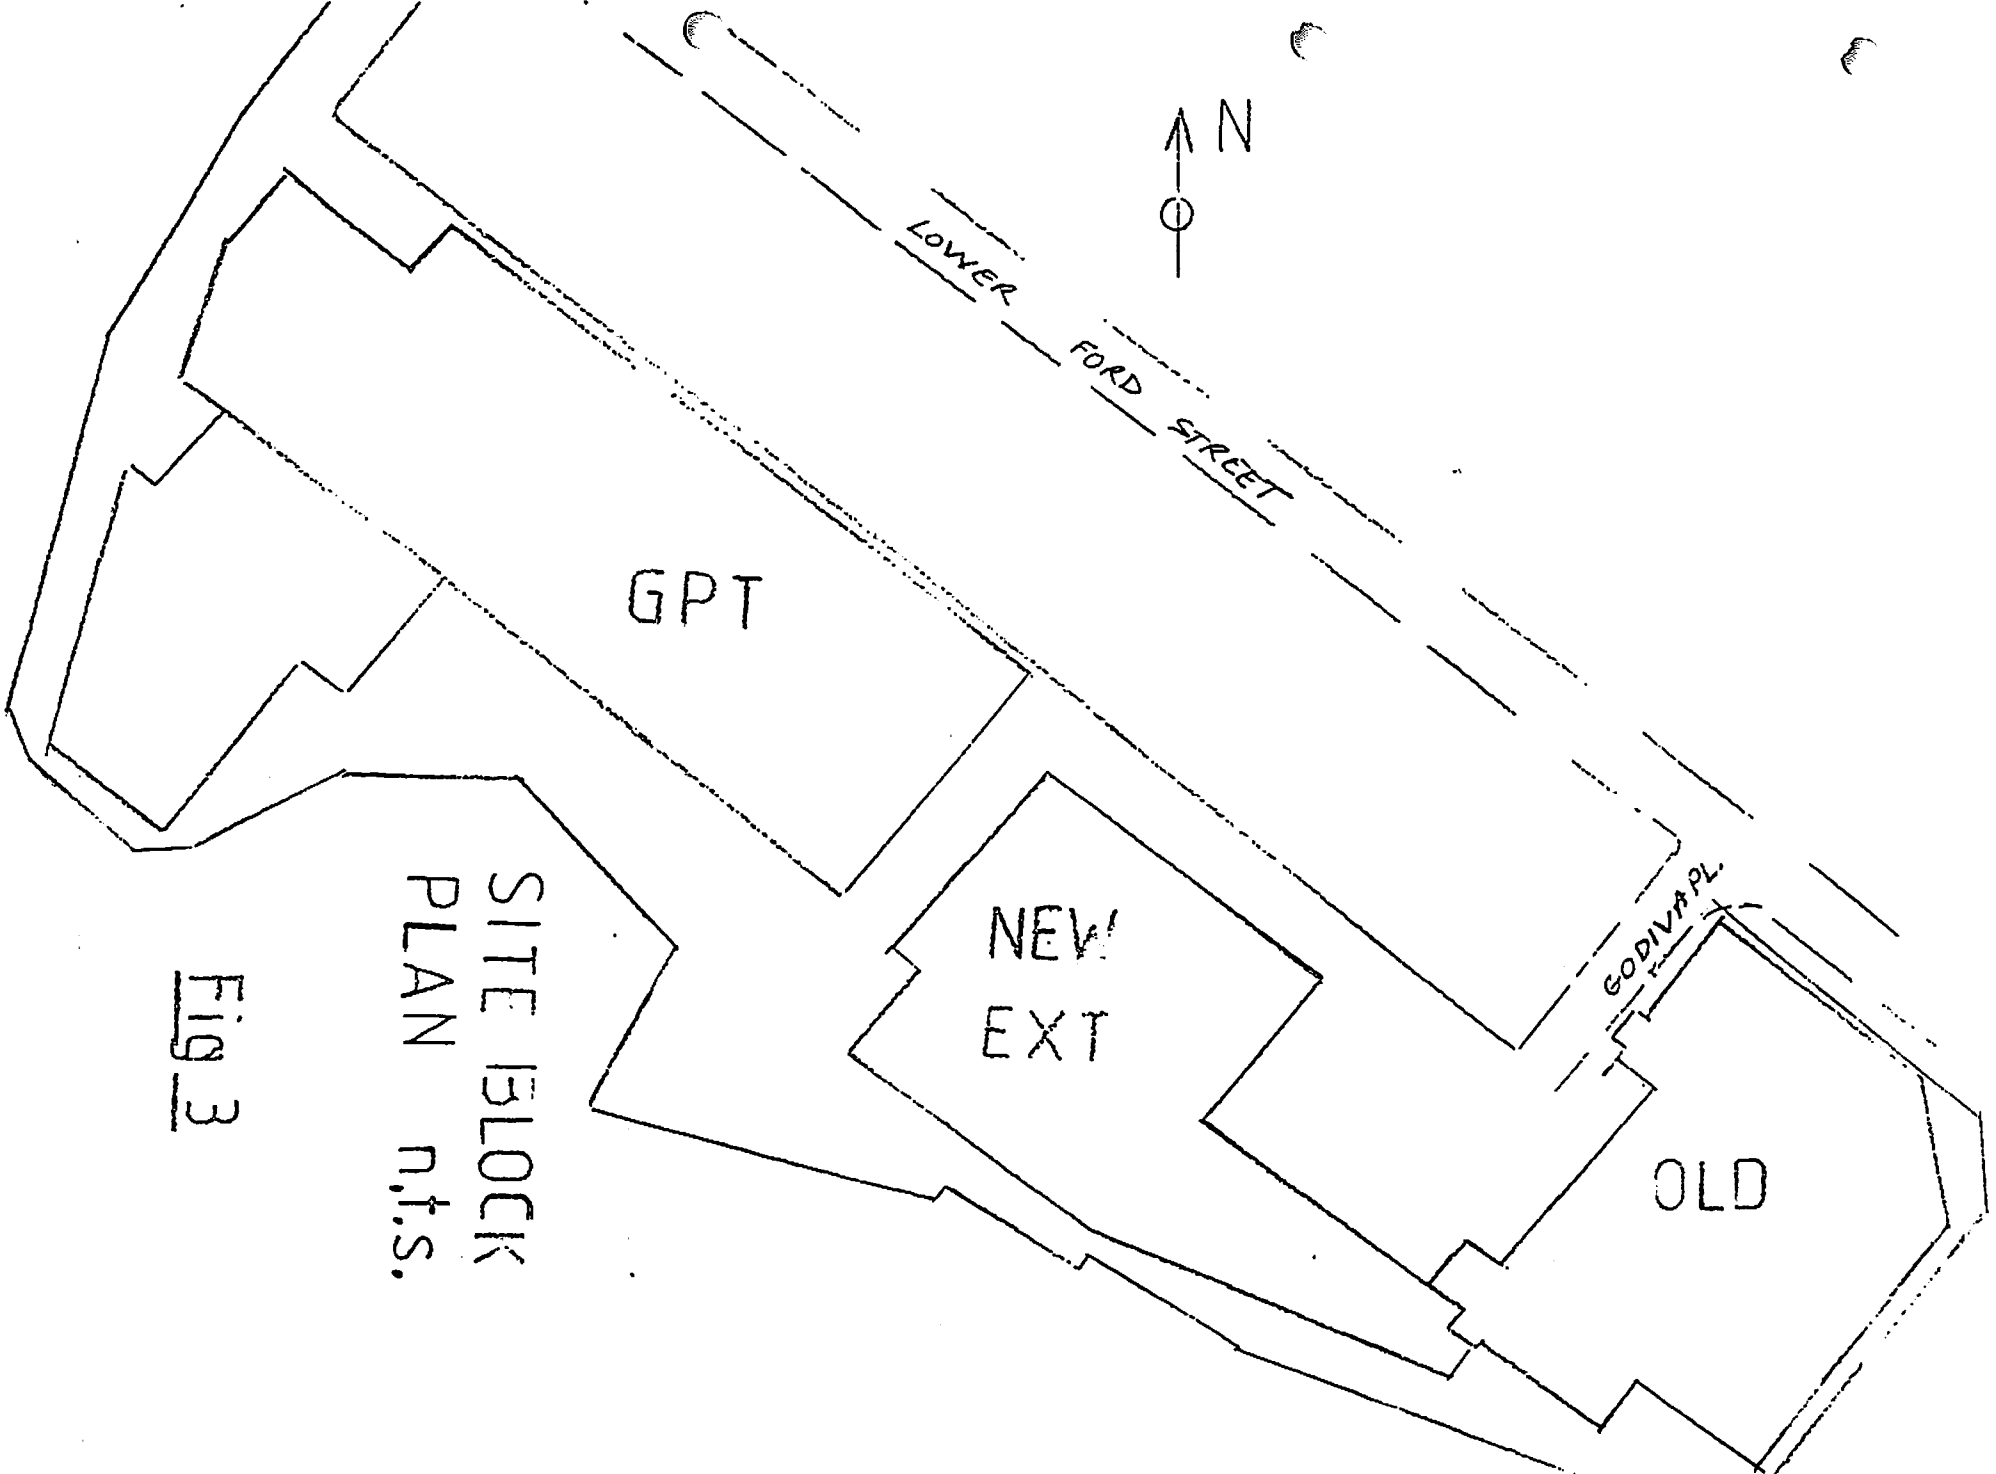 N
LOWER FORD STREET
GPT
GODIVA PL.
NEW
EXT
OLD
SITE BLOCK
PLAN n.t.s.
Fig 3